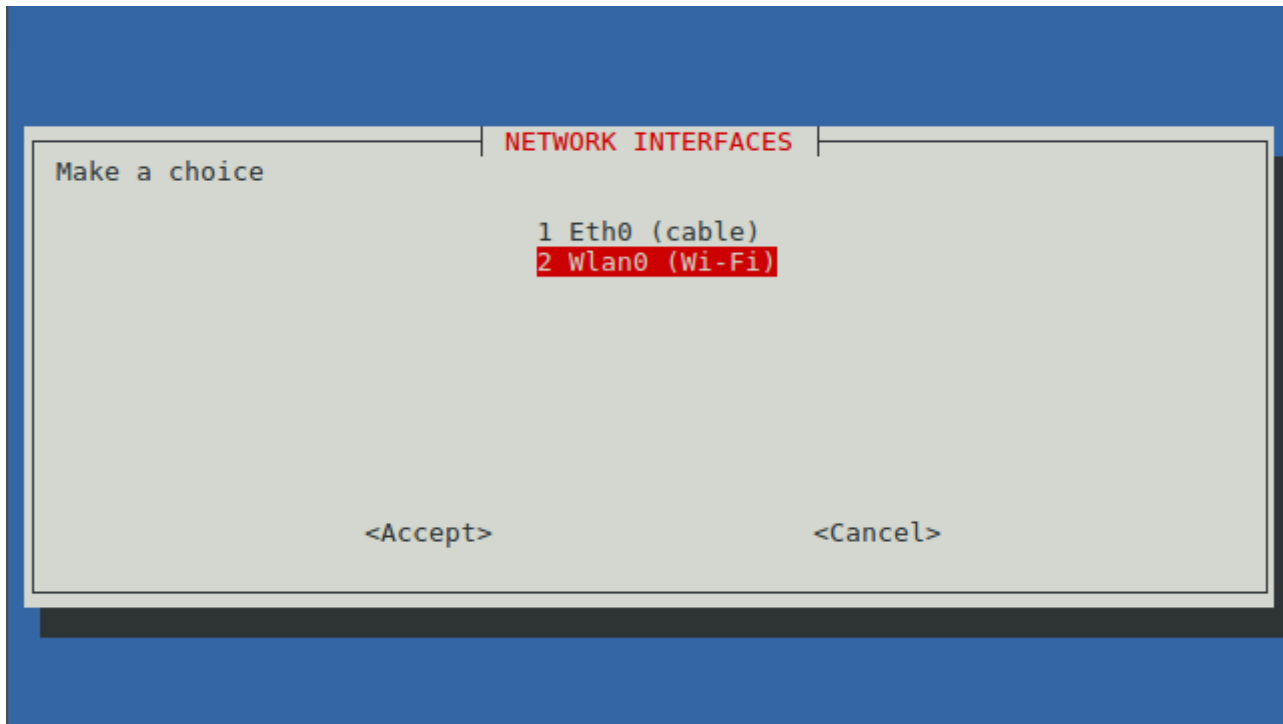 NETWORK INTERFACES
Make a choice
1 Eth0 (cable)
2 Wlan0 (Wi-Fi)
<Accept> <Cancel>